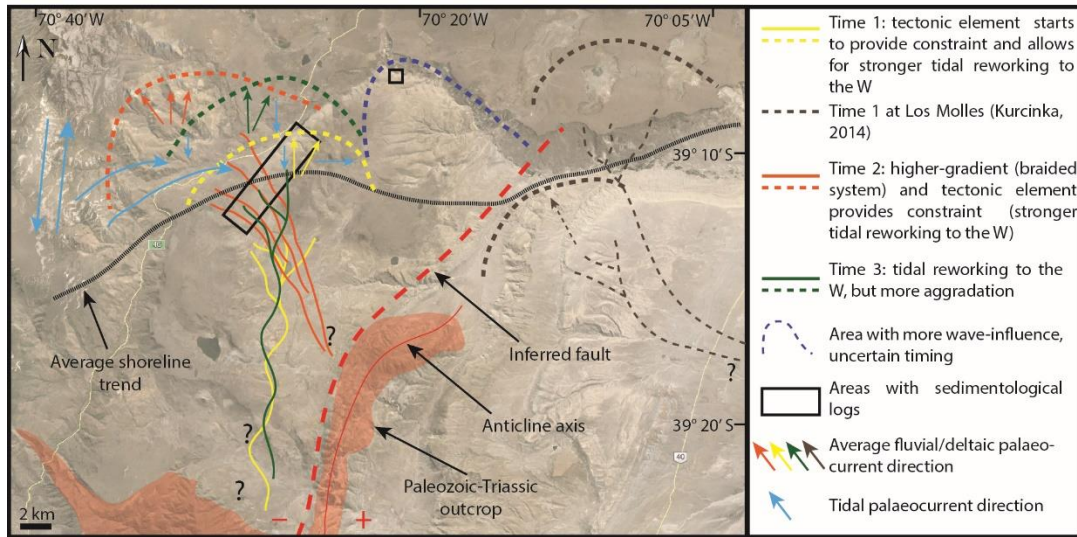 70° 40' W
70° 20' W
70° 05' W
N
39° 10' S
40
Average shoreline
trend
?
Inferred fault
?
Anticline axis
39° 20' S
?
40
?
Paleozoic-Triassic
outcrop
2 km
−
+
Time 1: tectonic element starts
to provide constraint and allows
for stronger tidal reworking to
the W
Time 1 at Los Molles (Kurcinka,
2014)
Time 2: higher-gradient (braided
system) and tectonic element
provides constraint (stronger
tidal reworking to the W)
Time 3: tidal reworking to the
W, but more aggradation
Area with more wave-influence,
uncertain timing
Areas with sedimentological
logs
Average fluvial/deltaic palaeo-
current direction
Tidal palaeocurrent direction